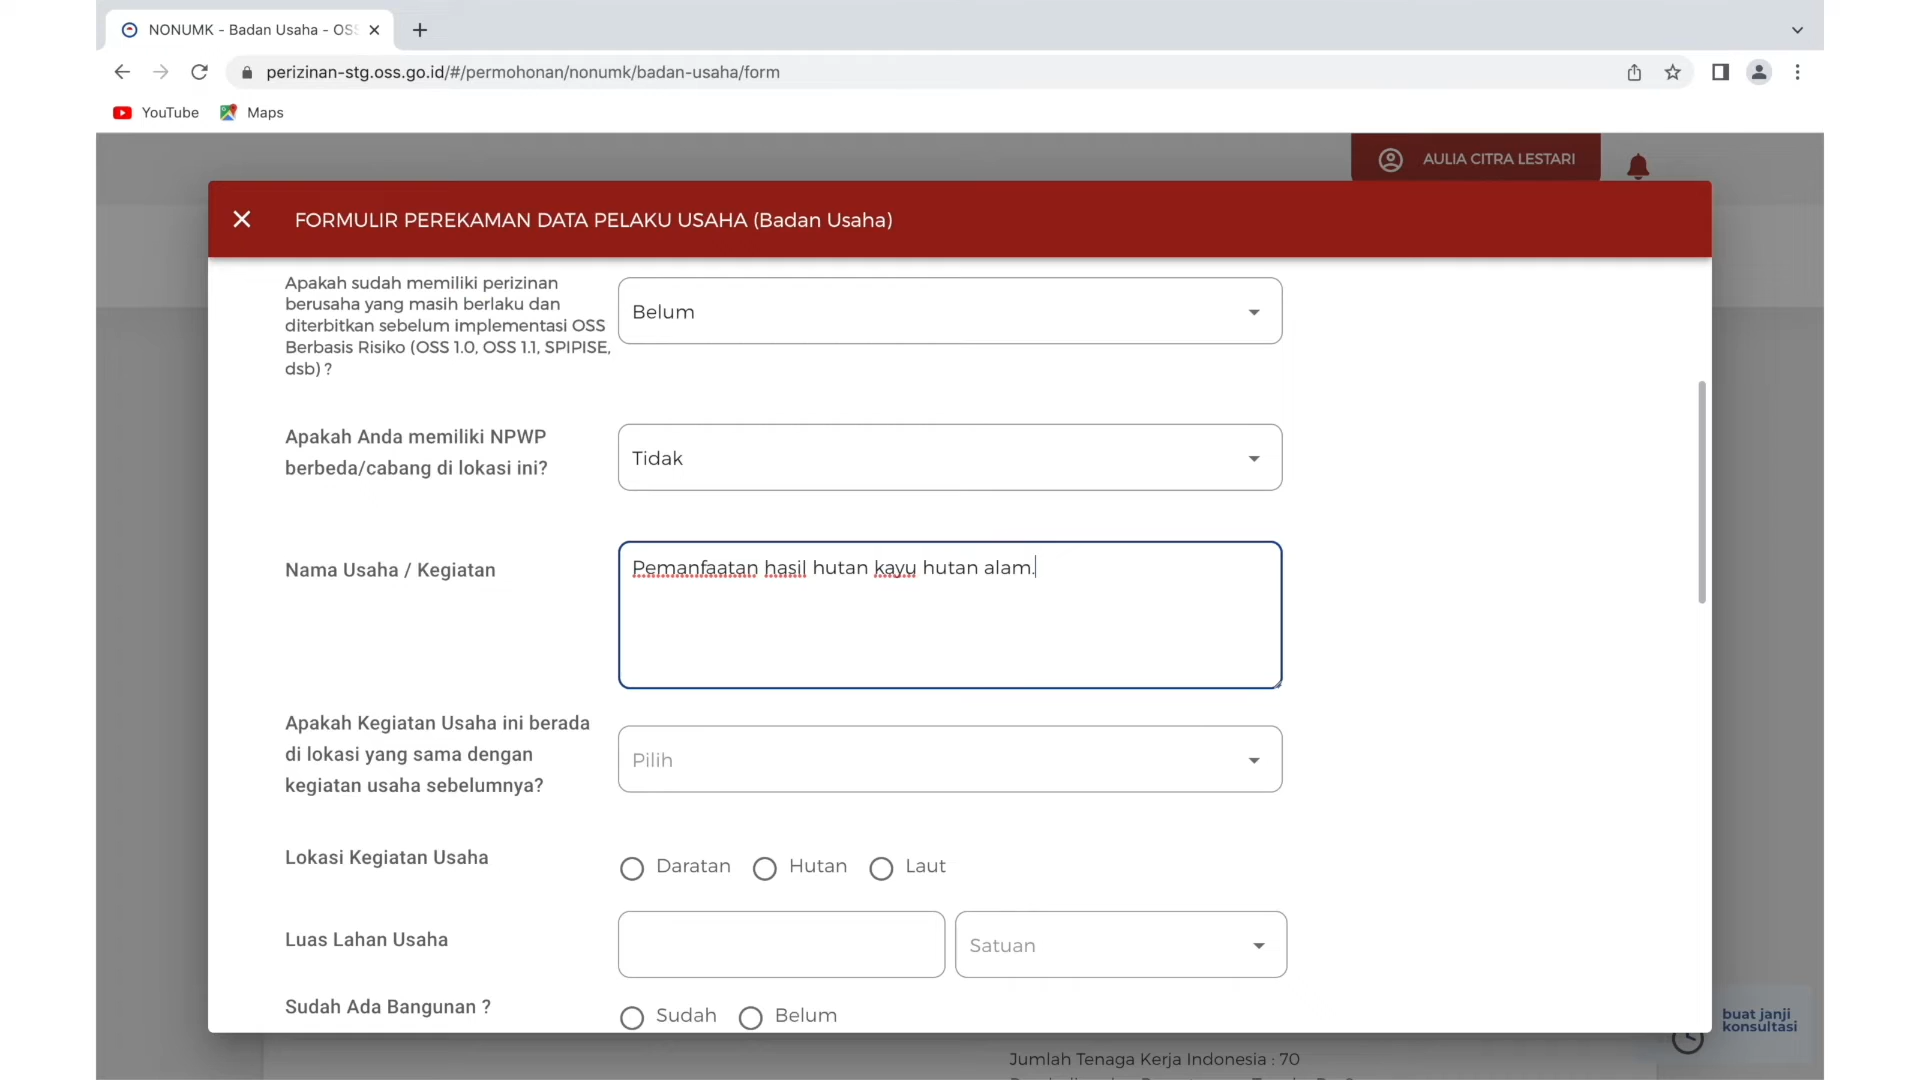 NONUMK - Badan Usaha - OSS
perizinan-stg.oss.go.id/#/permohonan/nonumk/badan-usaha/form
YouTube
Maps
AULIA CITRA LESTARI
FORMULIR PEREKAMAN DATA PELAKU USAHA (Badan Usaha)
Apakah sudah memiliki perizinan
berusaha yang masih berlaku dan
diterbitkan sebelum implementasi OSS
Berbasis Risiko (OSS 1.0, OSS 1.1, SPIPISE,
dsb) ?
Belum
Apakah Anda memiliki NPWP
berbeda/cabang di lokasi ini?
Tidak
Nama Usaha / Kegiatan
Pemanfaatan hasil hutan kayu hutan alam.
Apakah Kegiatan Usaha ini berada
di lokasi yang sama dengan
kegiatan usaha sebelumnya?
Pilih
Lokasi Kegiatan Usaha
Daratan
Hutan
Laut
Luas Lahan Usaha
Satuan
Sudah Ada Bangunan ?
Sudah
Belum
buat janji
konsultasi
Jumlah Tenaga Kerja Indonesia : 70